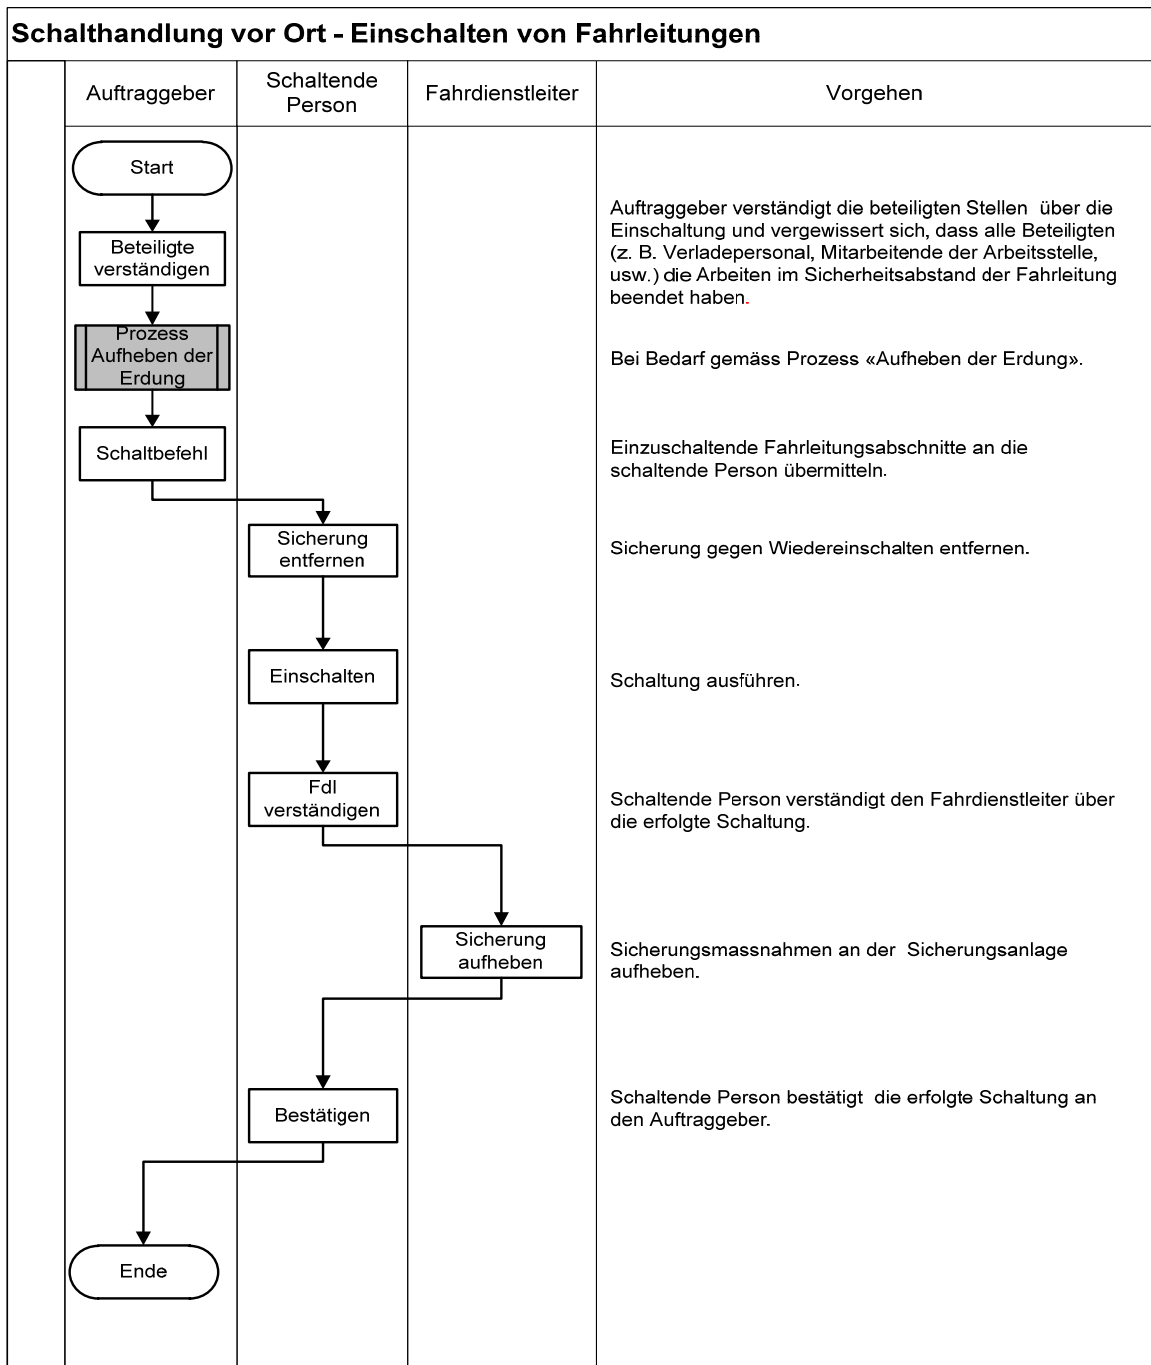 Schalthandlung vor Ort - Einschalten von Fahrleitungen
Auftraggeber
Schaltende
Person
Fahrdienstleiter
Vorgehen
Start
Beteiligte
verständigen
Auftraggeber verständigt die beteiligten Stellen über die
Einschaltung und vergewissert sich, dass alle Beteiligten
(z. B. Verladepersonal, Mitarbeitende der Arbeitsstelle,
usw.) die Arbeiten im Sicherheitsabstand der Fahrleitung
beendet haben.
Prozess
Aufheben der
Erdung
Bei Bedarf gemäss Prozess «Aufheben der Erdung».
Schaltbefehl
Einzuschaltende Fahrleitungsabschnitte an die
schaltende Person übermitteln.
Sicherung
entfernen
Sicherung gegen Wiedereinschalten entfernen.
Einschalten
Schaltung ausführen.
Fdl
verständigen
Schaltende Person verständigt den Fahrdienstleiter über
die erfolgte Schaltung.
Sicherung
aufheben
Sicherungsmassnahmen an der Sicherungsanlage
aufheben.
Bestätigen
Schaltende Person bestätigt die erfolgte Schaltung an
den Auftraggeber.
Ende